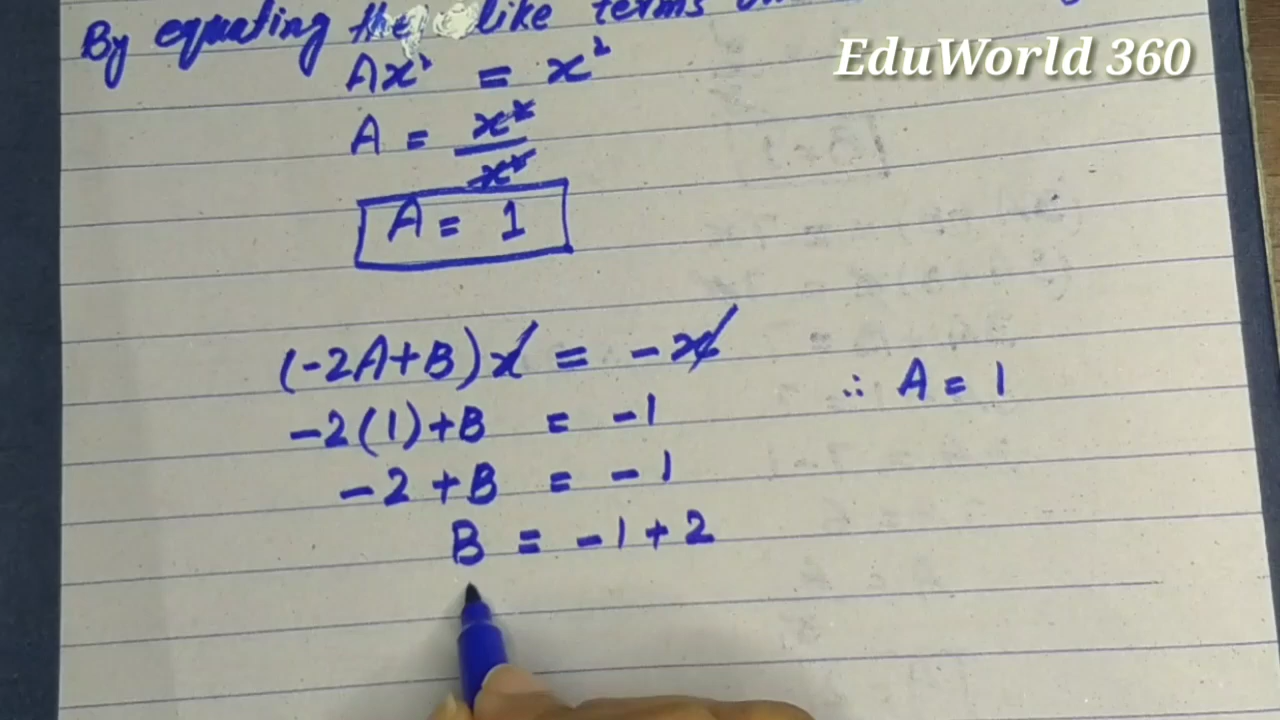 By equating the like terms on
EduWorld 360
Ax² = x²
A = x²/x²
A = 1
(-2A+B)x = -x
∴ A = 1
-2(1)+B = -1
-2+B = -1
B = -1+2